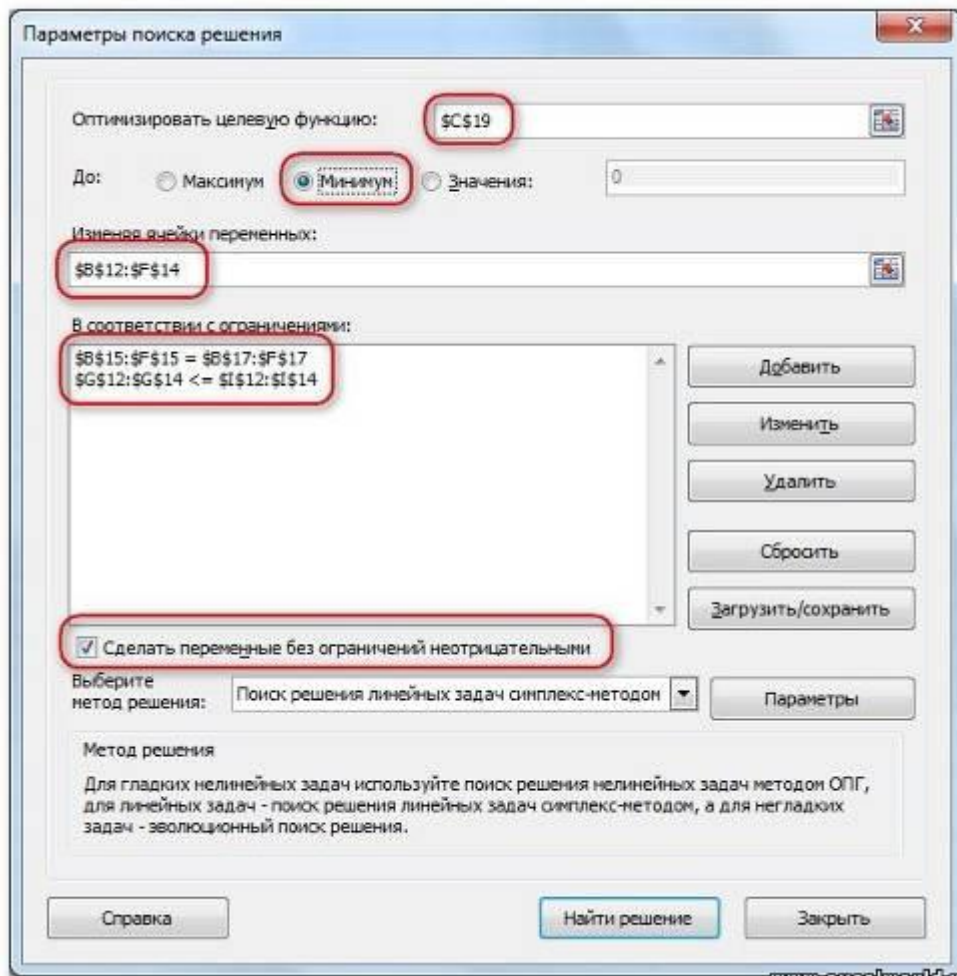 Параметры поиска решения
Оптимизировать целевую функцию: $C$19
До: Максимум Минимум Значения: 0
Изменяя ячейки переменных:
$B$12:$F$14
В соответствии с ограничениями:
$B$15:$F$15 = $B$17:$F$17
$G$12:$G$14 <= $I$12:$I$14
Добавить
Изменить
Удалить
Сбросить
Загрузить/сохранить
Сделать переменные без ограничений неотрицательными
Выберите
метод решения:
Поиск решения линейных задач симплекс-методом
Параметры
Метод решения
Для гладких нелинейных задач используйте поиск решения нелинейных задач методом ОПГ,
для линейных задач - поиск решения линейных задач симплекс-методом, а для негладких
задач - эволюционный поиск решения.
Справка
Найти решение
Закрыть